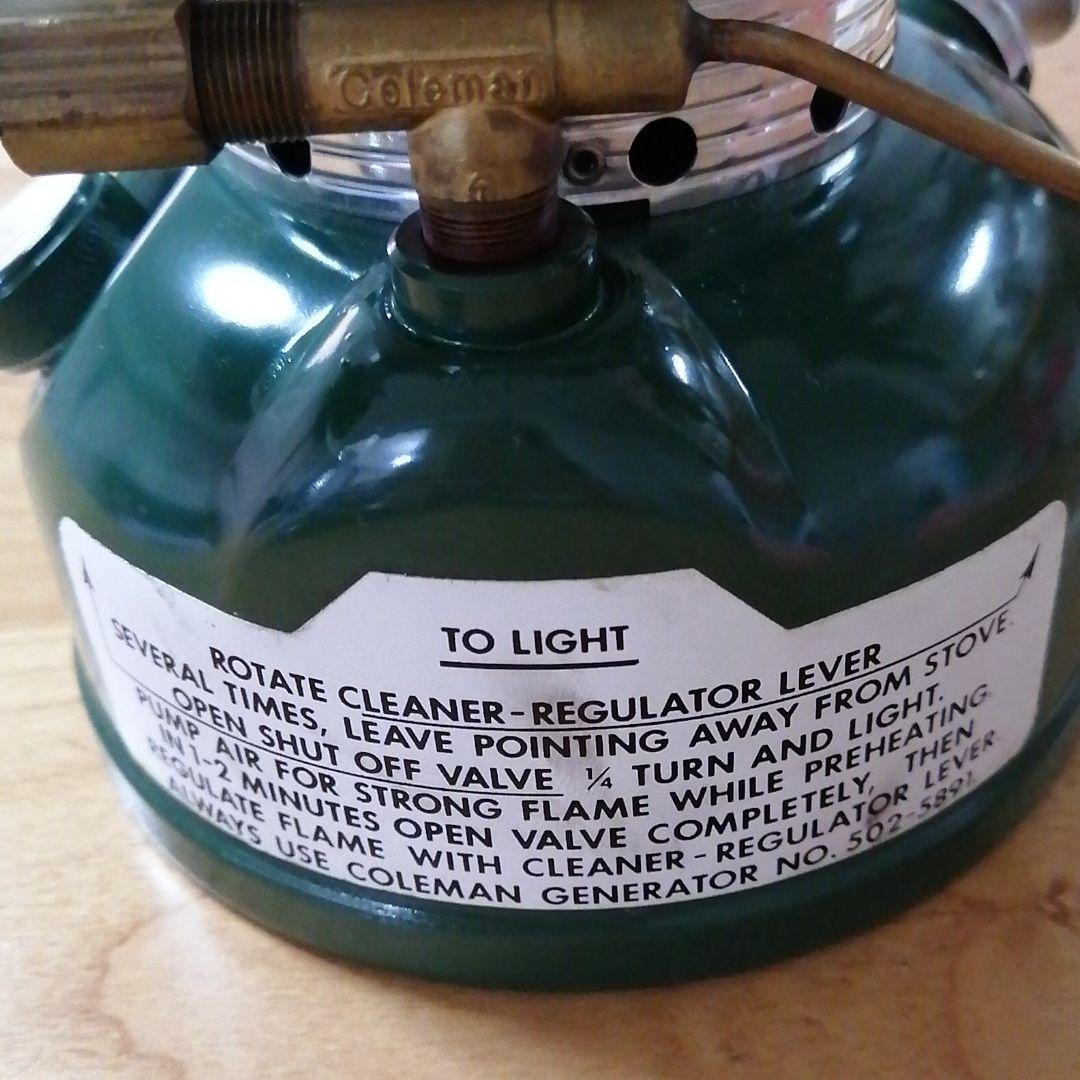 Coleman
TO LIGHT
ROTATE CLEANER-REGULATOR LEVER
SEVERAL TIMES, LEAVE POINTING AWAY FROM STOVE.
OPEN SHUT OFF VALVE ¼ TURN AND LIGHT.
PUMP AIR FOR STRONG FLAME WHILE PREHEATING
IN 1-2 MINUTES OPEN VALVE COMPLETELY, THEN
REGULATE FLAME WITH CLEANER-REGULATOR LEVER
ALWAYS USE COLEMAN GENERATOR NO. 502-5891.